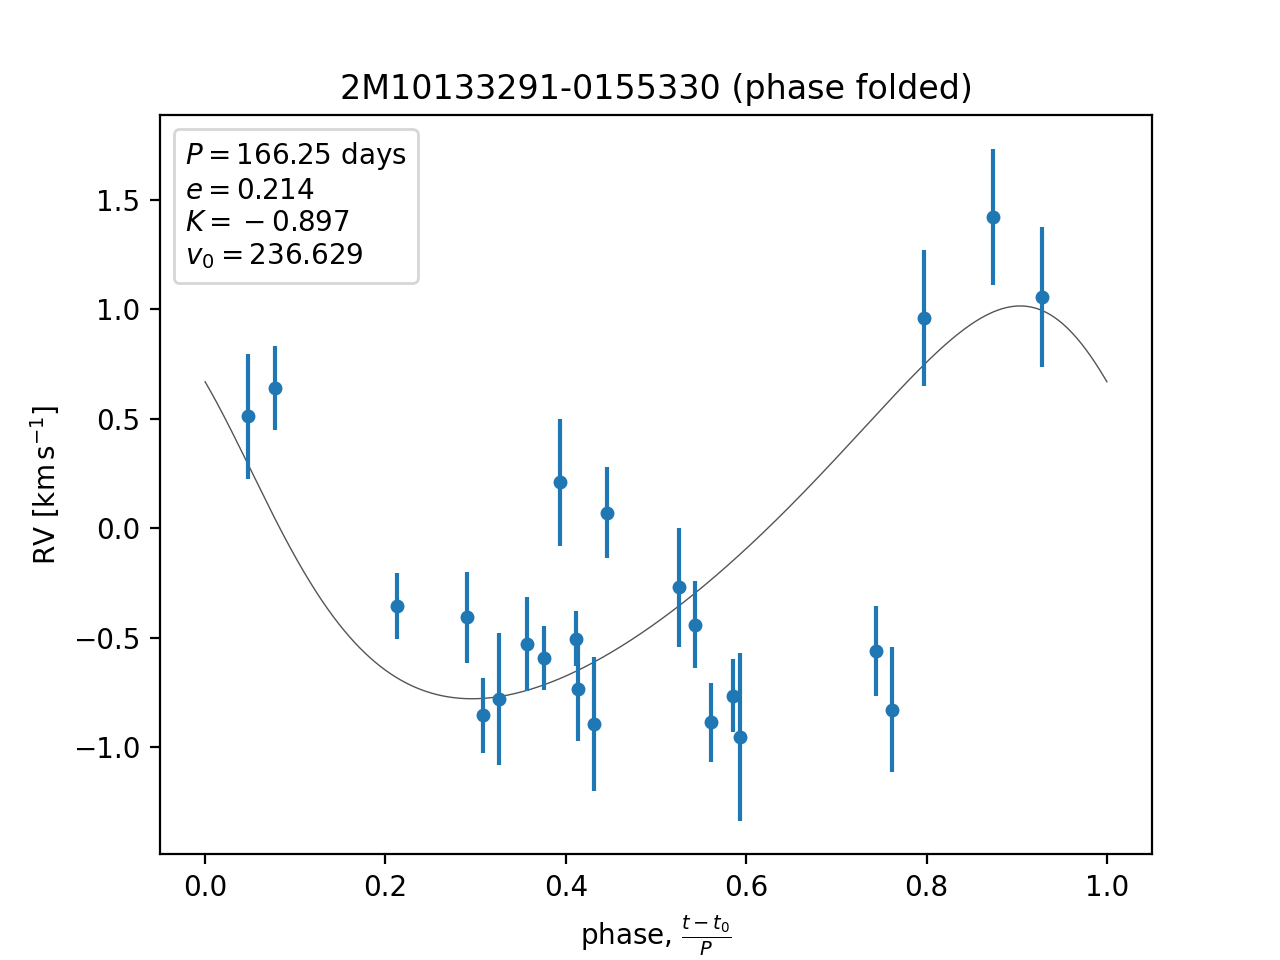 2M10133291-0155330 (phase folded)
P = 166.25 days
e = 0.214
K = −0.897
v₀ = 236.629
1.5
1.0
0.5
0.0
−0.5
−1.0
RV [km s⁻¹]
0.0 0.2 0.4 0.6 0.8 1.0
phase, (t − t₀)/P